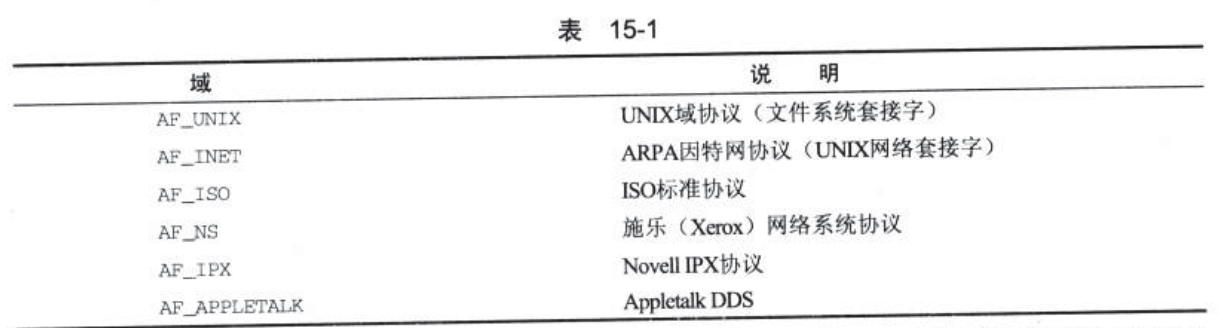 表 15-1
域 说 明
AF_UNIX UNIX域协议（文件系统套接字）
AF_INET ARPA因特网协议（UNIX网络套接字）
AF_ISO ISO标准协议
AF_NS 施乐（Xerox）网络系统协议
AF_IPX Novell IPX协议
AF_APPLETALK Appletalk DDS